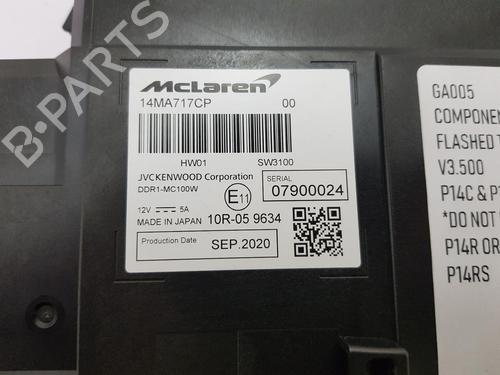 McLaren
14MA717CP 00
HW01 SW3100
JVCKENWOOD Corporation
DDR1-MC100W
E11
SERIAL
07900024
12V 5A
MADE IN JAPAN
10R-05 9634
Production Date
SEP.2020
GA005
COMPONEN
FLASHED T
V3.500
P14C & P
*DO NOT
P14R OR
P14RS
B-PARTS